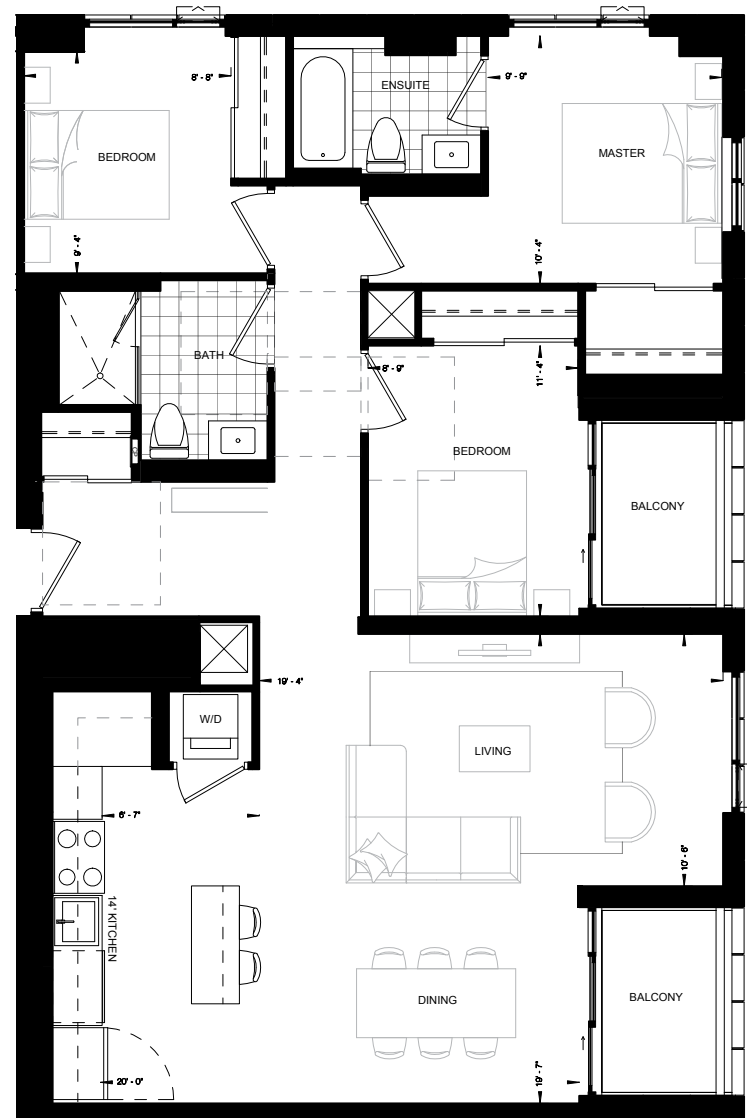 8' - 8"
ENSUITE
9' - 9"
BEDROOM
MASTER
9' - 4"
10' - 4"
BATH
8' - 9"
11' - 4"
BEDROOM
BALCONY
19' - 4"
W/D
LIVING
6' - 7"
10' - 6"
14' KITCHEN
DINING
BALCONY
20' - 0"
19' - 7"